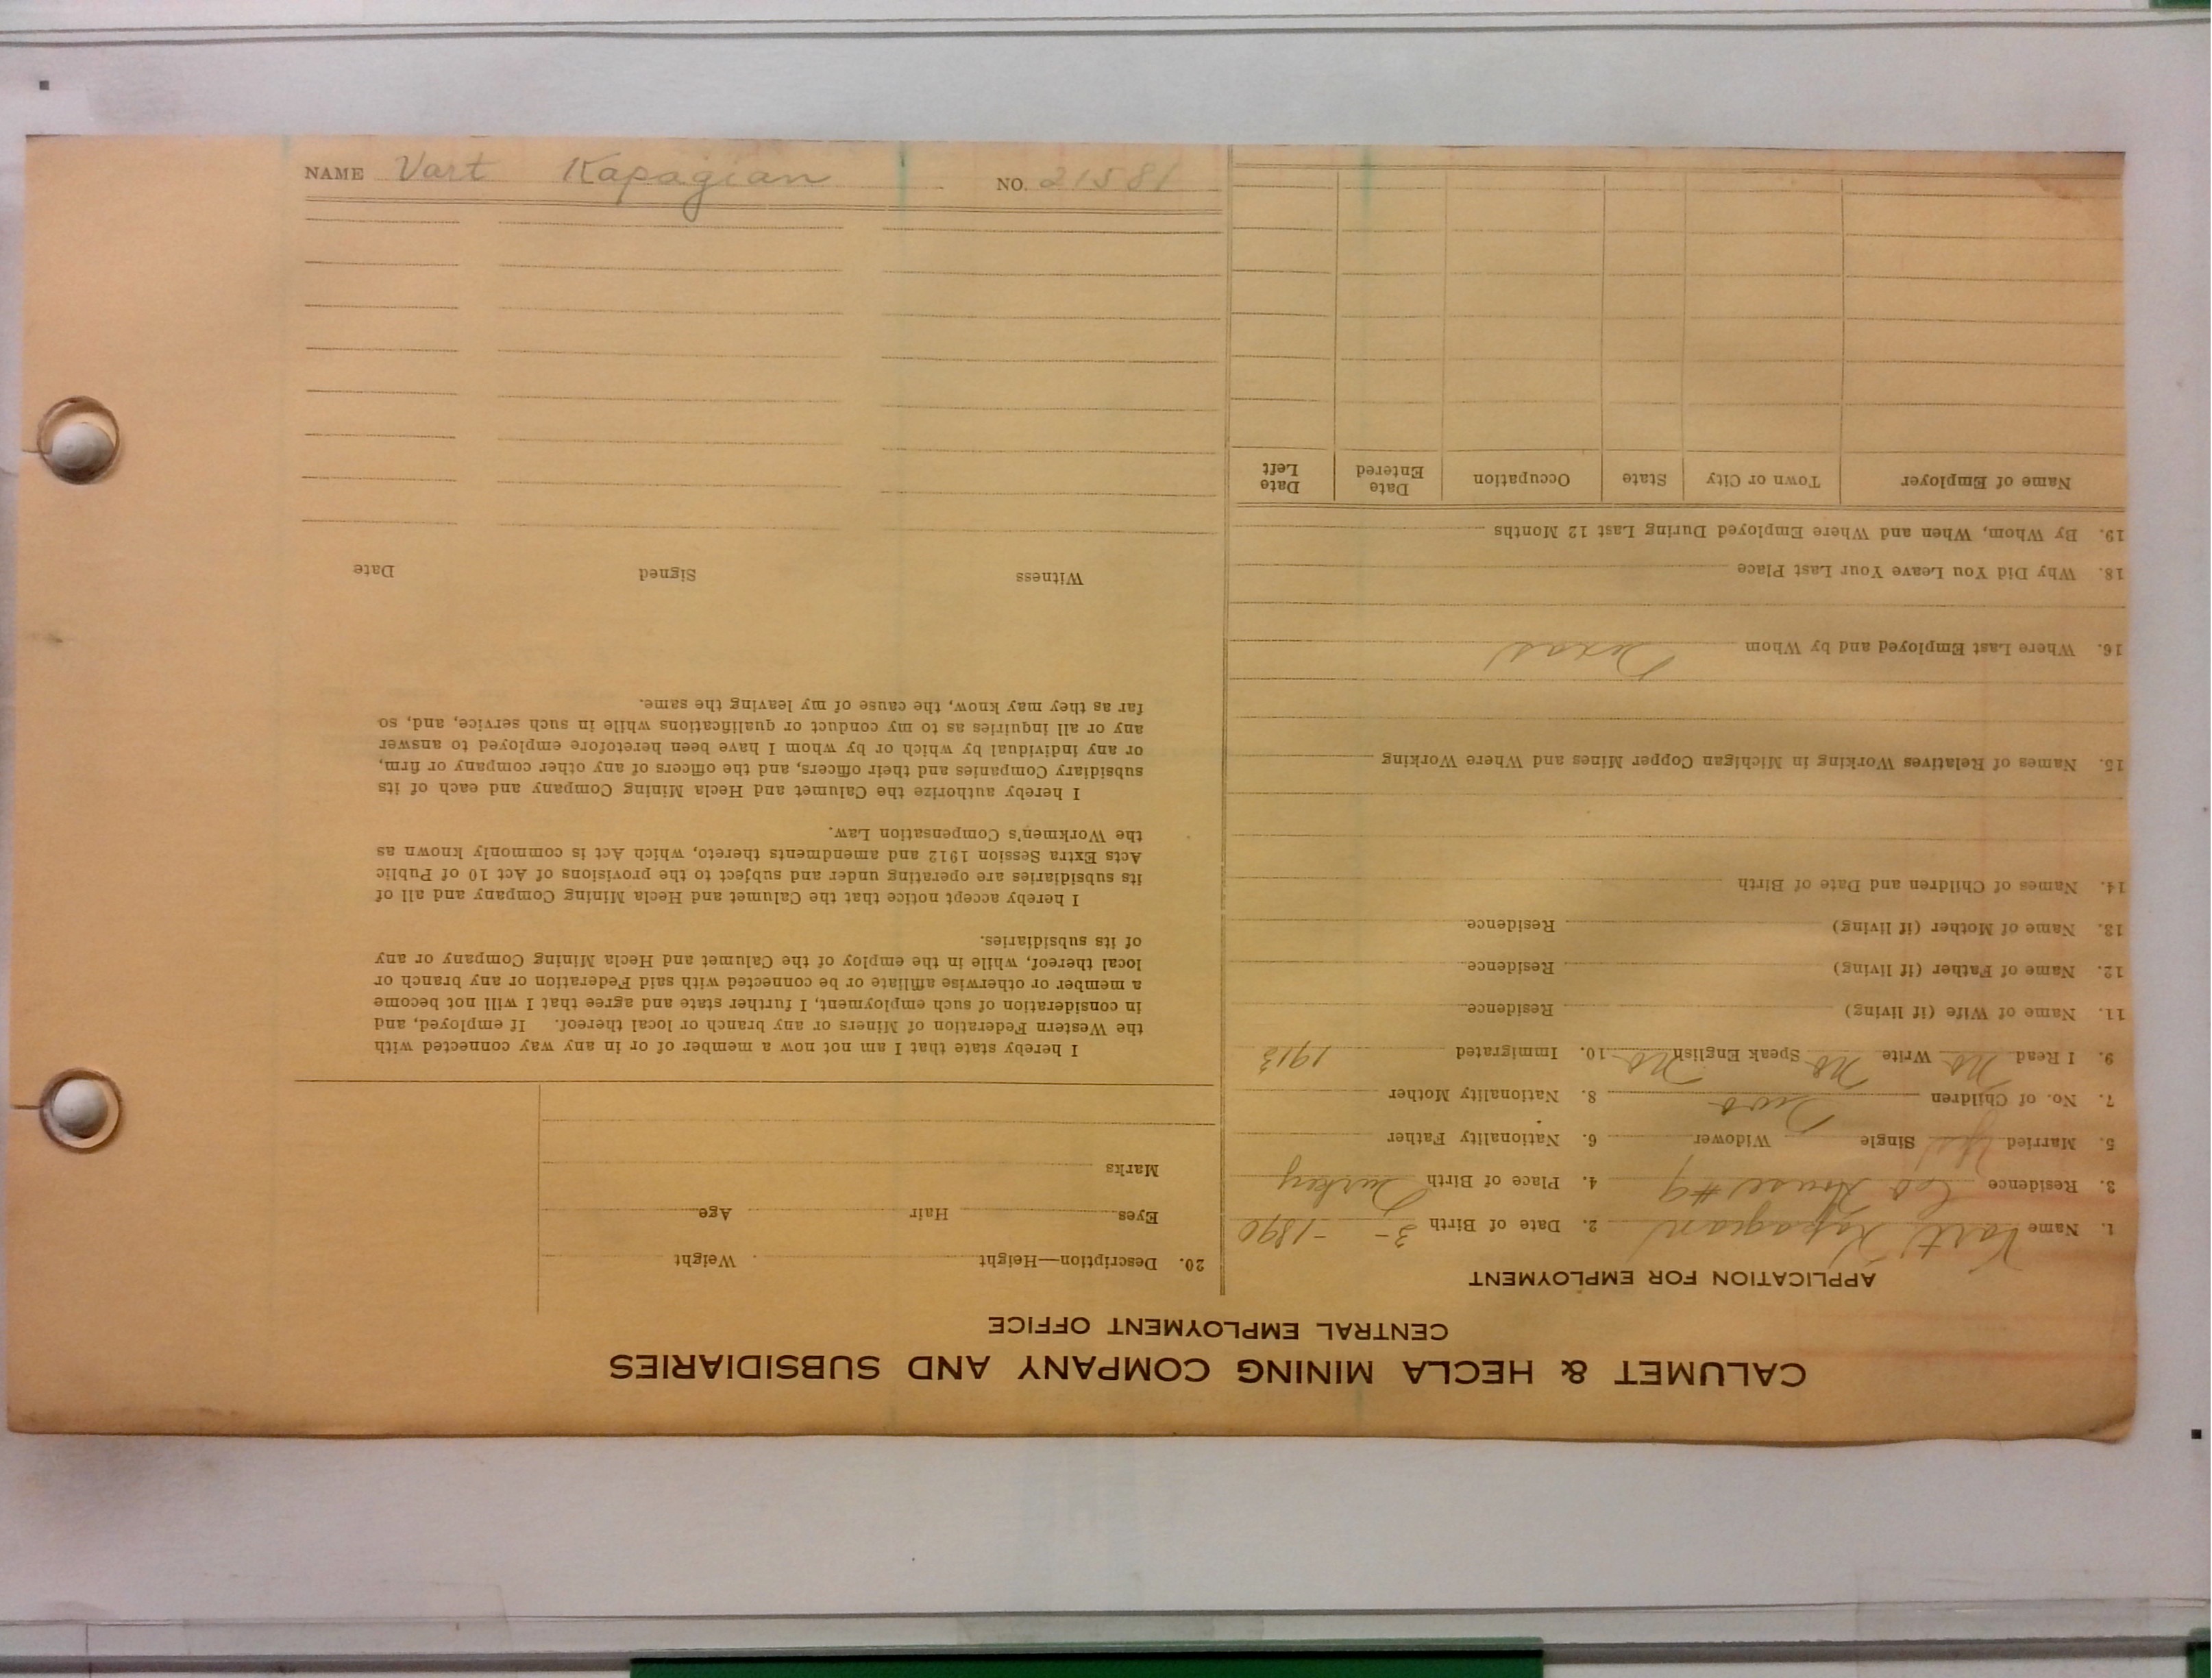 NAME Vart Kapagian NO. 21581
CALUMET & HECLA MINING COMPANY AND SUBSIDIARIES
CENTRAL EMPLOYMENT OFFICE
APPLICATION FOR EMPLOYMENT
1. Name Vart Kapagian 2. Date of Birth 3 - - 1890
3. Residence Co House #9 4. Place of Birth Turkey
5. Married Yes Single Widower 6. Nationality Father
7. No. of Children Two 8. Nationality Mother
9. I Read No Write No Speak English No 10. Immigrated 1913
11. Name of Wife (if living) Residence
12. Name of Father (if living) Residence
13. Name of Mother (if living) Residence
14. Names of Children and Date of Birth
15. Names of Relatives Working in Michigan Copper Mines and Where Working
16. Where Last Employed and by Whom Texas
18. Why Did You Leave Your Last Place
19. By Whom, When and Where Employed During Last 12 Months
Name of Employer Town or City State Occupation Date Entered Date Left
20. Description—Height Weight
Eyes Hair Age
Marks
I hereby state that I am not now a member of or in any way connected with
the Western Federation of Miners or any branch or local thereof. If employed, and
in consideration of such employment, I further state and agree that I will not become
a member or otherwise affiliate or be connected with said Federation or any branch or
local thereof, while in the employ of the Calumet and Hecla Mining Company or any
of its subsidiaries.
I hereby accept notice that the Calumet and Hecla Mining Company and all of
its subsidiaries are operating under and subject to the provisions of Act 10 of Public
Acts Extra Session 1912 and amendments thereto, which Act is commonly known as
the Workmen's Compensation Law.
I hereby authorize the Calumet and Hecla Mining Company and each of its
subsidiary Companies and their officers, and the officers of any other company or firm,
or any individual by which or by whom I have been heretofore employed to answer
any or all inquiries as to my conduct or qualifications while in such service, and, so
far as they may know, the cause of my leaving the same.
Witness Signed Date